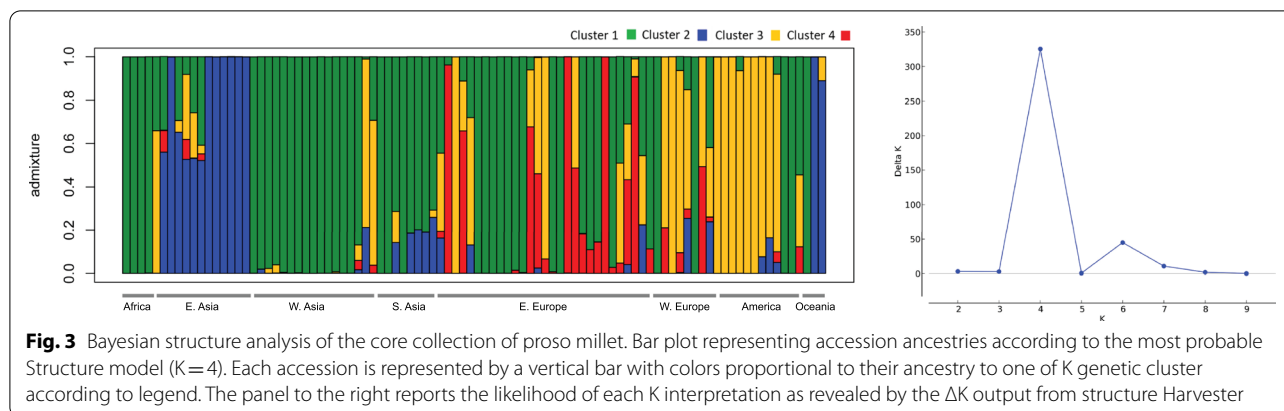 Cluster 1 Cluster 2 Cluster 3 Cluster 4
admixture
1.0
0.8
0.6
0.4
0.2
0.0
Africa E. Asia W. Asia S. Asia E. Europe W. Europe America Oceania
Delta K
350
300
250
200
150
100
50
0
2 3 4 5 6 7 8 9
K
Fig. 3 Bayesian structure analysis of the core collection of proso millet. Bar plot representing accession ancestries according to the most probable
Structure model (K = 4). Each accession is represented by a vertical bar with colors proportional to their ancestry to one of K genetic cluster
according to legend. The panel to the right reports the likelihood of each K interpretation as revealed by the ΔK output from structure Harvester